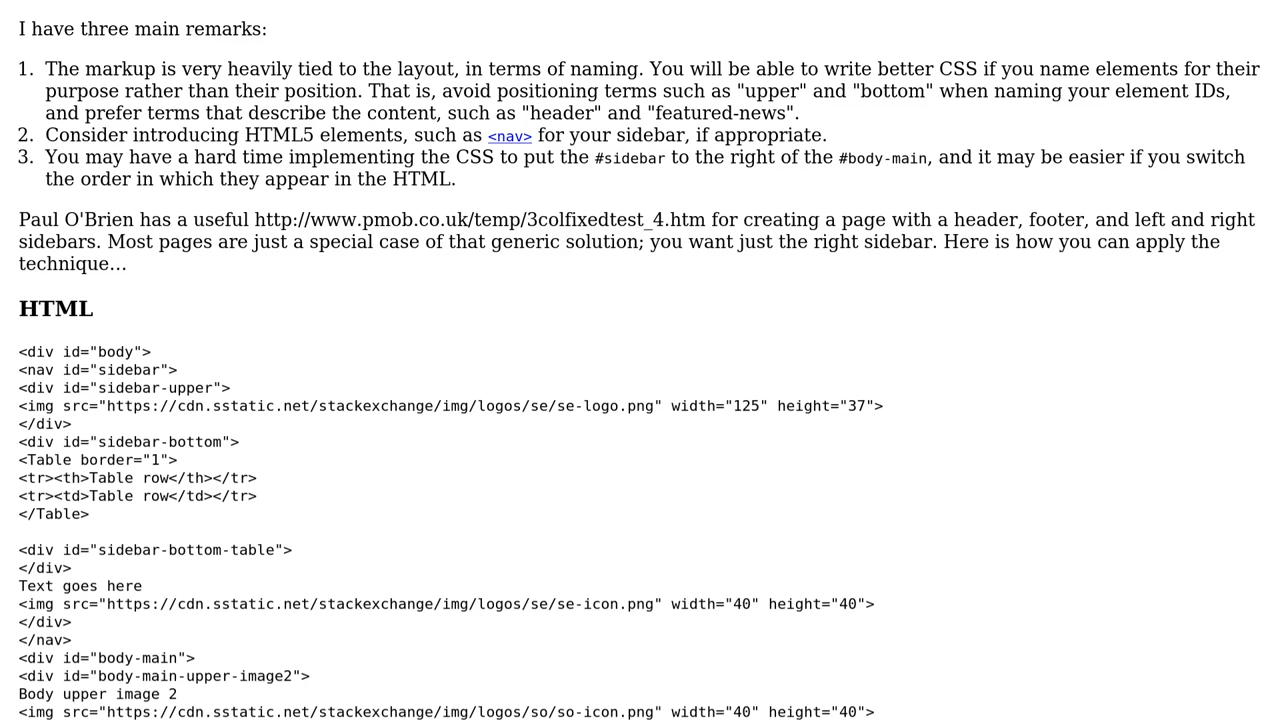 I have three main remarks:
1. The markup is very heavily tied to the layout, in terms of naming. You will be able to write better CSS if you name elements for their
purpose rather than their position. That is, avoid positioning terms such as "upper" and "bottom" when naming your element IDs,
and prefer terms that describe the content, such as "header" and "featured-news".
2. Consider introducing HTML5 elements, such as <nav> for your sidebar, if appropriate.
3. You may have a hard time implementing the CSS to put the #sidebar to the right of the #body-main, and it may be easier if you switch
the order in which they appear in the HTML.
Paul O'Brien has a useful http://www.pmob.co.uk/temp/3colfixedtest_4.htm for creating a page with a header, footer, and left and right
sidebars. Most pages are just a special case of that generic solution; you want just the right sidebar. Here is how you can apply the
technique…
HTML
<div id="body">
<nav id="sidebar">
<div id="sidebar-upper">
<img src="https://cdn.sstatic.net/stackexchange/img/logos/se/se-logo.png" width="125" height="37">
</div>
<div id="sidebar-bottom">
<Table border="1">
<tr><th>Table row</th></tr>
<tr><td>Table row</td></tr>
</Table>
<div id="sidebar-bottom-table">
</div>
Text goes here
<img src="https://cdn.sstatic.net/stackexchange/img/logos/se/se-icon.png" width="40" height="40">
</div>
</nav>
<div id="body-main">
<div id="body-main-upper-image2">
Body upper image 2
<img src="https://cdn.sstatic.net/stackexchange/img/logos/so/so-icon.png" width="40" height="40">